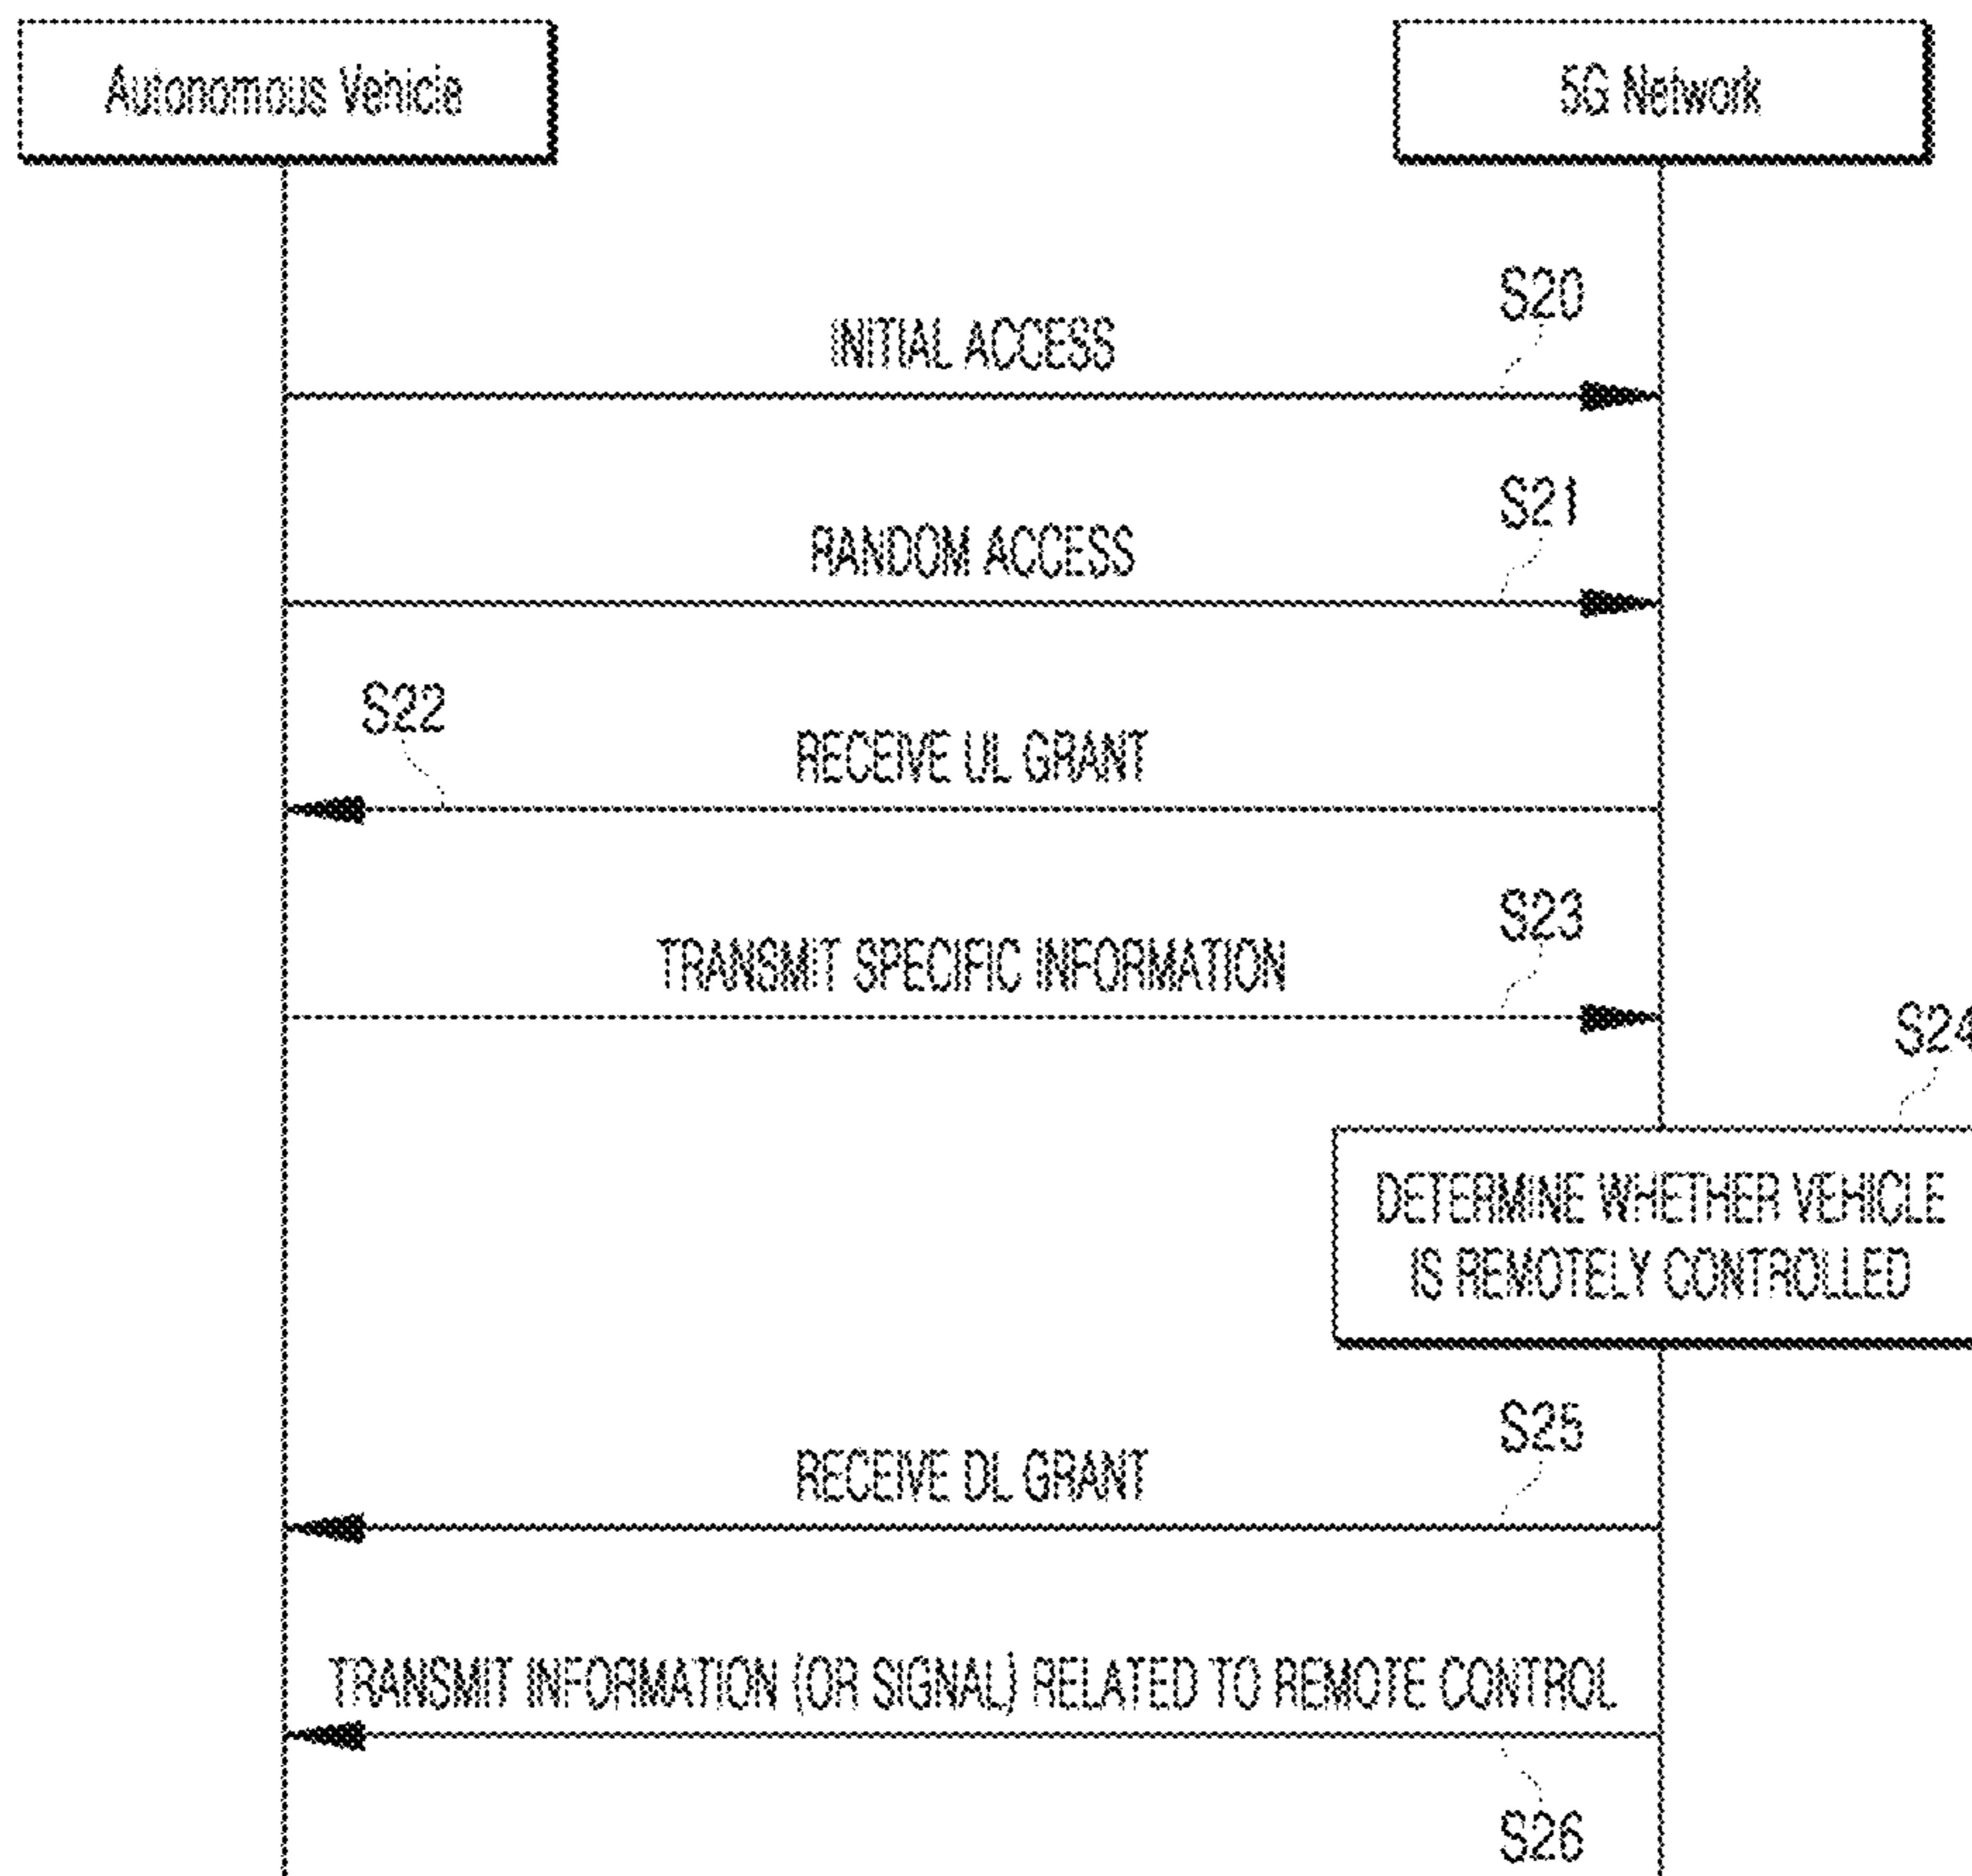 Autonomous Vehicle
5G Network
S20
INITIAL ACCESS
S21
RANDOM ACCESS
S22
RECEIVE UL GRANT
S23
TRANSMIT SPECIFIC INFORMATION
S24
DETERMINE WHETHER VEHICLE
IS REMOTELY CONTROLLED
S25
RECEIVE DL GRANT
TRANSMIT INFORMATION (OR SIGNAL) RELATED TO REMOTE CONTROL
S26